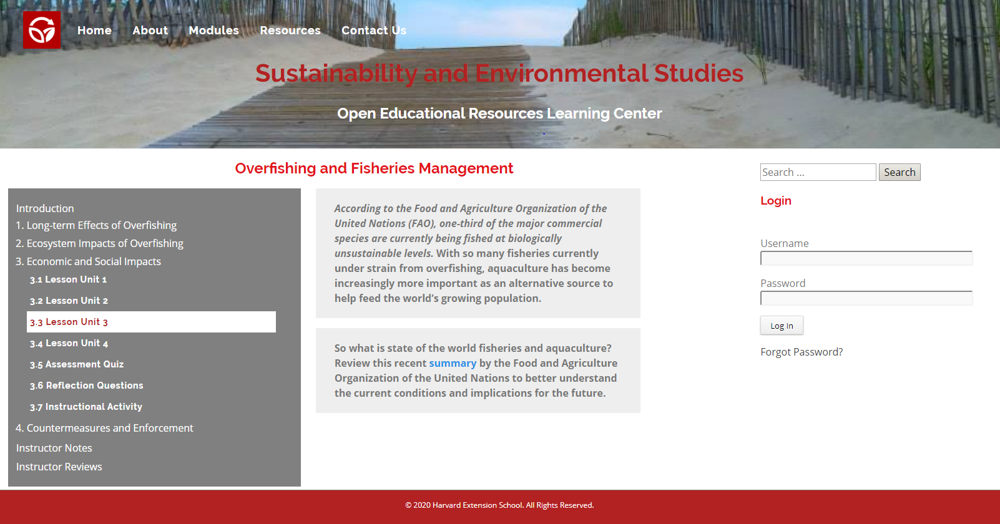 Home About Modules Resources Contact Us
Sustainability and Environmental Studies
Open Educational Resources Learning Center
Overfishing and Fisheries Management
Introduction
1. Long-term Effects of Overfishing
2. Ecosystem Impacts of Overfishing
3. Economic and Social Impacts
3.1 Lesson Unit 1
3.2 Lesson Unit 2
3.3 Lesson Unit 3
3.4 Lesson Unit 4
3.5 Assessment Quiz
3.6 Reflection Questions
3.7 Instructional Activity
4. Countermeasures and Enforcement
Instructor Notes
Instructor Reviews
According to the Food and Agriculture Organization of the
United Nations (FAO), one-third of the major commercial
species are currently being fished at biologically
unsustainable levels. With so many fisheries currently
under strain from overfishing, aquaculture has become
increasingly more important as an alternative source to
help feed the world's growing population.
So what is state of the world fisheries and aquaculture?
Review this recent summary by the Food and Agriculture
Organization of the United Nations to better understand
the current conditions and implications for the future.
Search ... Search
Login
Username
Password
Log In
Forgot Password?
© 2020 Harvard Extension School. All Rights Reserved.